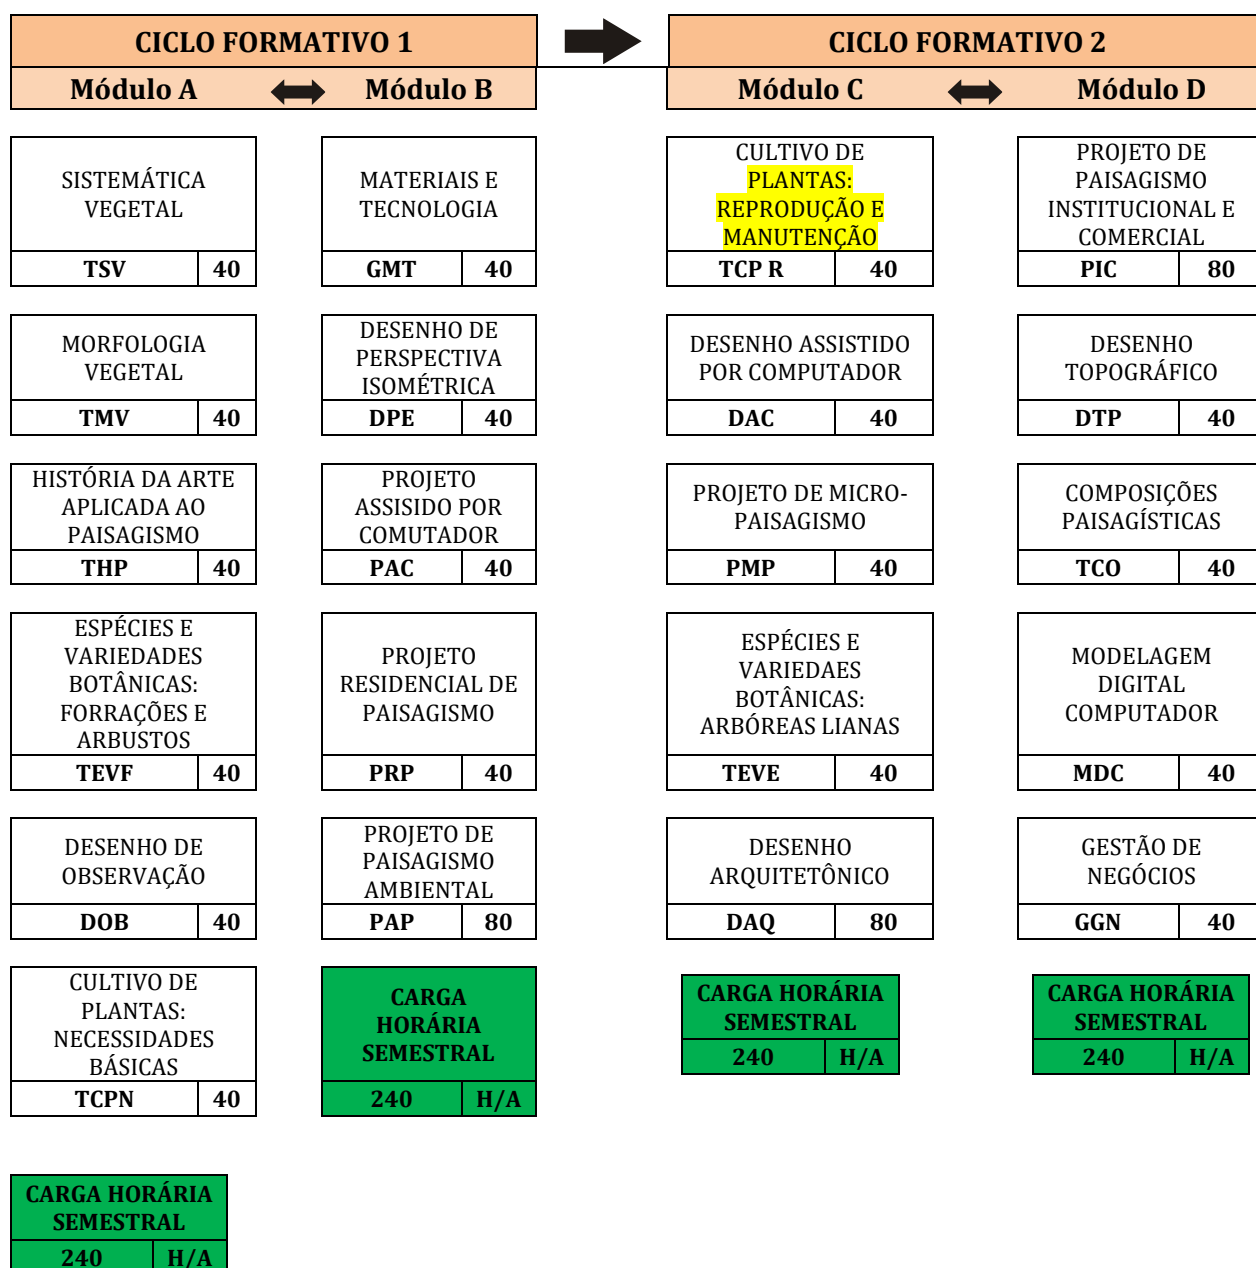 CICLO FORMATIVO 1
CICLO FORMATIVO 2
Módulo A
Módulo B
Módulo C
Módulo D
SISTEMÁTICA
VEGETAL
TSV 40
MATERIAIS E
TECNOLOGIA
GMT 40
CULTIVO DE
PLANTAS:
REPRODUÇÃO E
MANUTENÇÃO
TCP R 40
PROJETO DE
PAISAGISMO
INSTITUCIONAL E
COMERCIAL
PIC 80
MORFOLOGIA
VEGETAL
TMV 40
DESENHO DE
PERSPECTIVA
ISOMÉTRICA
DPE 40
DESENHO ASSISTIDO
POR COMPUTADOR
DAC 40
DESENHO
TOPOGRÁFICO
DTP 40
HISTÓRIA DA ARTE
APLICADA AO
PAISAGISMO
THP 40
PROJETO
ASSISIDO POR
COMUTADOR
PAC 40
PROJETO DE MICRO-
PAISAGISMO
PMP 40
COMPOSIÇÕES
PAISAGÍSTICAS
TCO 40
ESPÉCIES E
VARIEDADES
BOTÂNICAS:
FORRAÇÕES E
ARBUSTOS
TEVF 40
PROJETO
RESIDENCIAL DE
PAISAGISMO
PRP 40
ESPÉCIES E
VARIEDAES
BOTÂNICAS:
ARBÓREAS LIANAS
TEVE 40
MODELAGEM
DIGITAL
COMPUTADOR
MDC 40
DESENHO DE
OBSERVAÇÃO
DOB 40
PROJETO DE
PAISAGISMO
AMBIENTAL
PAP 80
DESENHO
ARQUITETÔNICO
DAQ 80
GESTÃO DE
NEGÓCIOS
GGN 40
CULTIVO DE
PLANTAS:
NECESSIDADES
BÁSICAS
TCPN 40
CARGA
HORÁRIA
SEMESTRAL
240 H/A
CARGA HORÁRIA
SEMESTRAL
240 H/A
CARGA HORÁRIA
SEMESTRAL
240 H/A
CARGA HORÁRIA
SEMESTRAL
240 H/A